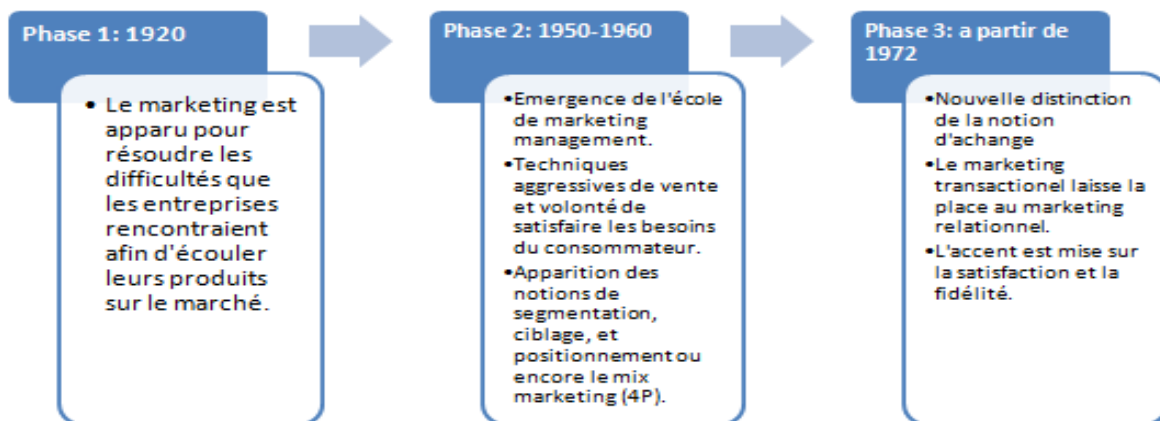 Phase 1: 1920
• Le marketing est
apparu pour
résoudre les
difficultés que
les entreprises
rencontraient
afin d'écouler
leurs produits
sur le marché.
Phase 2: 1950-1960
•Emergence de l'école
de marketing
management.
•Techniques
aggressives de vente
et volonté de
satisfaire les besoins
du consommateur.
•Apparition des
notions de
segmentation,
ciblage, et
positionnement ou
encore le mix
marketing (4P).
Phase 3: a partir de
1972
•Nouvelle distinction
de la notion
d'achange
•Le marketing
transactionel laisse la
place au marketing
relationnel.
•L'accent est mise sur
la satisfaction et la
fidélité.